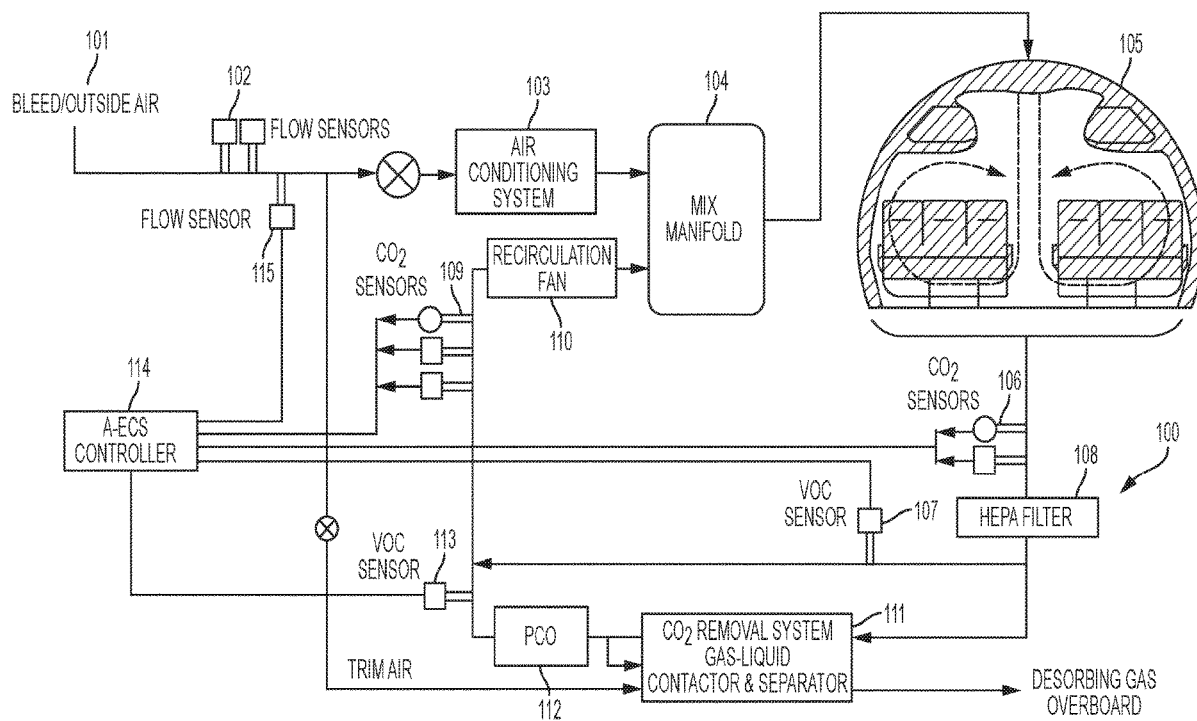 101
BLEED/OUTSIDE AIR
102
FLOW SENSORS
103
AIR
CONDITIONING
SYSTEM
104
MIX
MANIFOLD
105
FLOW SENSOR
115
CO2
SENSORS
109
RECIRCULATION
FAN
110
114
A-ECS
CONTROLLER
CO2
SENSORS
106
100
108
HEPA FILTER
VOC
SENSOR
107
VOC
SENSOR
113
PCO
112
111
CO2 REMOVAL SYSTEM
GAS-LIQUID
CONTACTOR & SEPARATOR
TRIM AIR
DESORBING GAS
OVERBOARD